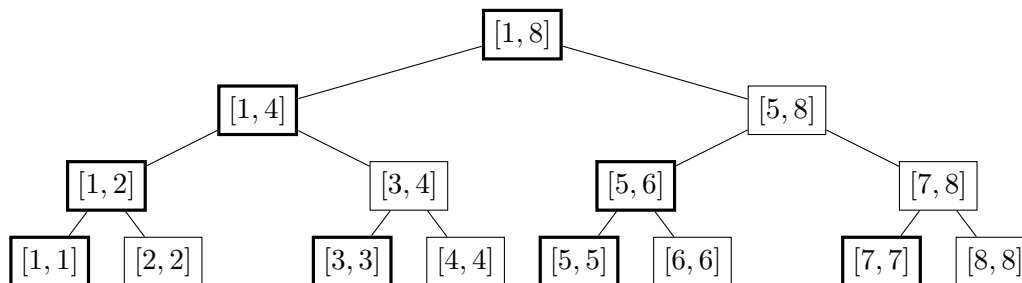 [1, 8]
[1, 4] [5, 8]
[1, 2] [3, 4] [5, 6] [7, 8]
[1, 1] [2, 2] [3, 3] [4, 4] [5, 5] [6, 6] [7, 7] [8, 8]